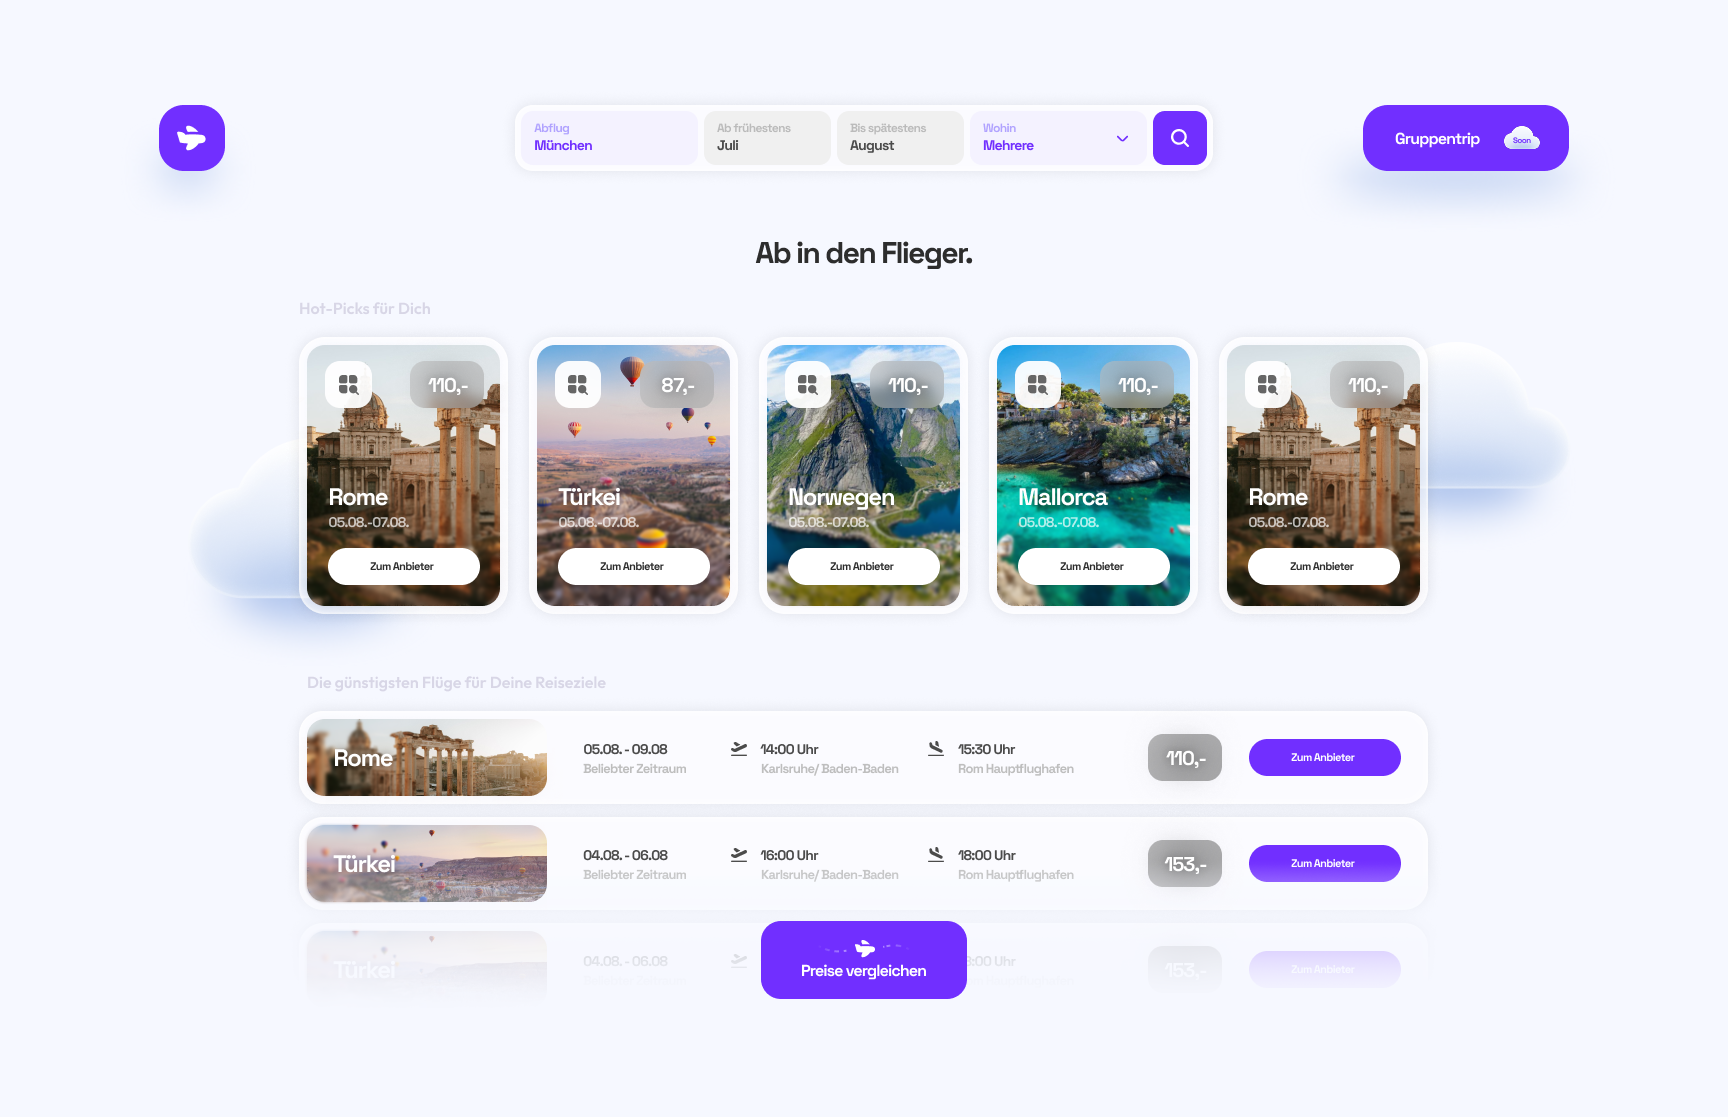 Abflug
München
Ab frühestens
Juli
Bis spätestens
August
Wohin
Mehrere
Gruppentrip
Soon
Ab in den Flieger.
Hot-Picks für Dich
110,-
Rome
05.08.-07.08.
Zum Anbieter
87,-
Türkei
05.08.-07.08.
Zum Anbieter
110,-
Norwegen
05.08.-07.08.
Zum Anbieter
110,-
Mallorca
05.08.-07.08.
Zum Anbieter
110,-
Rome
05.08.-07.08.
Zum Anbieter
Die günstigsten Flüge für Deine Reiseziele
Rome
05.08. - 09.08
Beliebter Zeitraum
14:00 Uhr
Karlsruhe/ Baden-Baden
15:30 Uhr
Rom Hauptflughafen
110,-
Zum Anbieter
Türkei
04.08. - 06.08
Beliebter Zeitraum
16:00 Uhr
Karlsruhe/ Baden-Baden
18:00 Uhr
Rom Hauptflughafen
153,-
Zum Anbieter
Türkei
04.08. - 06.08
:00 Uhr
153,-
Zum Anbieter
Preise vergleichen